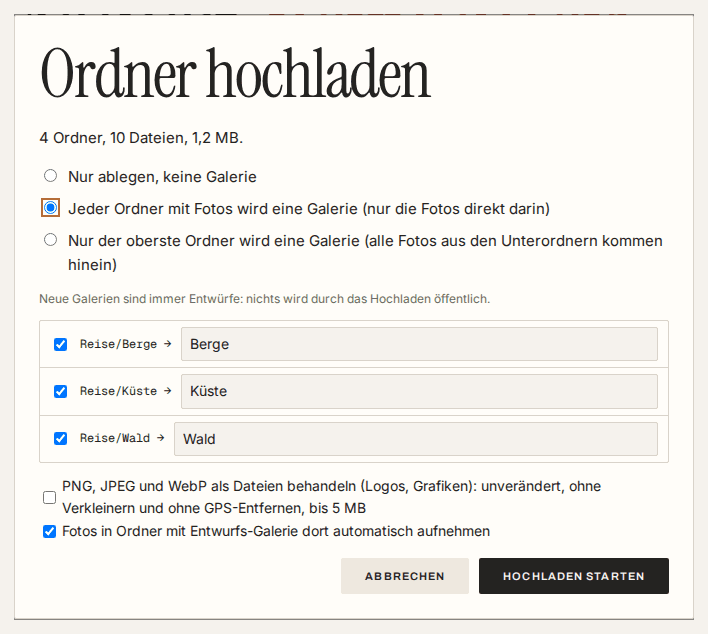 Ordner hochladen
4 Ordner, 10 Dateien, 1,2 MB.
Nur ablegen, keine Galerie
Jeder Ordner mit Fotos wird eine Galerie (nur die Fotos direkt darin)
Nur der oberste Ordner wird eine Galerie (alle Fotos aus den Unterordnern kommen
hinein)
Neue Galerien sind immer Entwürfe: nichts wird durch das Hochladen öffentlich.
Reise/Berge → Berge
Reise/Küste → Küste
Reise/Wald → Wald
PNG, JPEG und WebP als Dateien behandeln (Logos, Grafiken): unverändert, ohne
Verkleinern und ohne GPS-Entfernen, bis 5 MB
Fotos in Ordner mit Entwurfs-Galerie dort automatisch aufnehmen
ABBRECHEN HOCHLADEN STARTEN